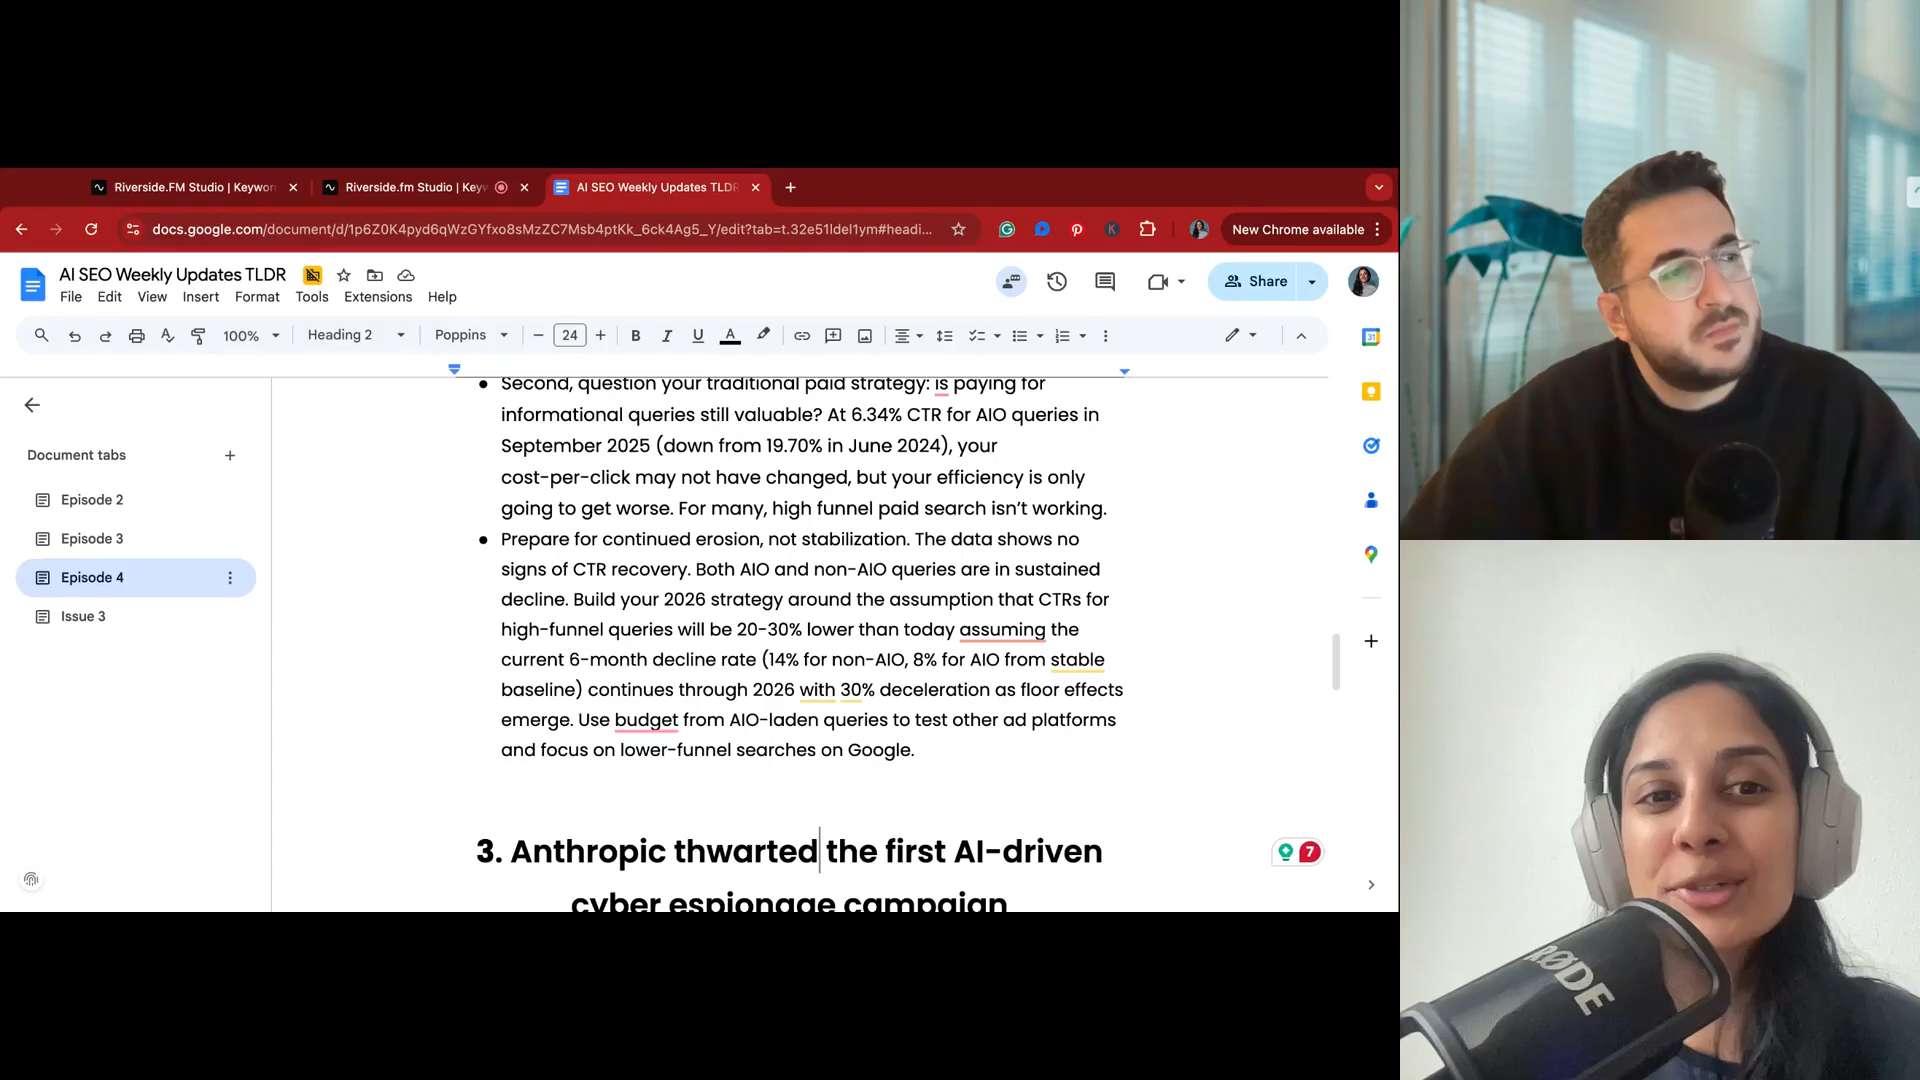 Riverside.FM Studio | Keywor
Riverside.fm Studio | Keyw
AI SEO Weekly Updates TLDR
docs.google.com/document/d/1p6Z0K4pyd6qWzGYfxo8sMzZC7Msb4ptKk_6ck4Ag5_Y/edit?tab=t.32e51ldel1ym#headi...
K
New Chrome available
AI SEO Weekly Updates TLDR
File Edit View Insert Format Tools Extensions Help
Share
100%
Heading 2
Poppins
24
B I U A
31
Document tabs
Episode 2
Episode 3
Episode 4
Issue 3
Second, question your traditional paid strategy: is paying for
informational queries still valuable? At 6.34% CTR for AIO queries in
September 2025 (down from 19.70% in June 2024), your
cost-per-click may not have changed, but your efficiency is only
going to get worse. For many, high funnel paid search isn't working.
Prepare for continued erosion, not stabilization. The data shows no
signs of CTR recovery. Both AIO and non-AIO queries are in sustained
decline. Build your 2026 strategy around the assumption that CTRs for
high-funnel queries will be 20-30% lower than today assuming the
current 6-month decline rate (14% for non-AIO, 8% for AIO from stable
baseline) continues through 2026 with 30% deceleration as floor effects
emerge. Use budget from AIO-laden queries to test other ad platforms
and focus on lower-funnel searches on Google.
3. Anthropic thwarted the first AI-driven
cyber espionage campaign
7
RØDE